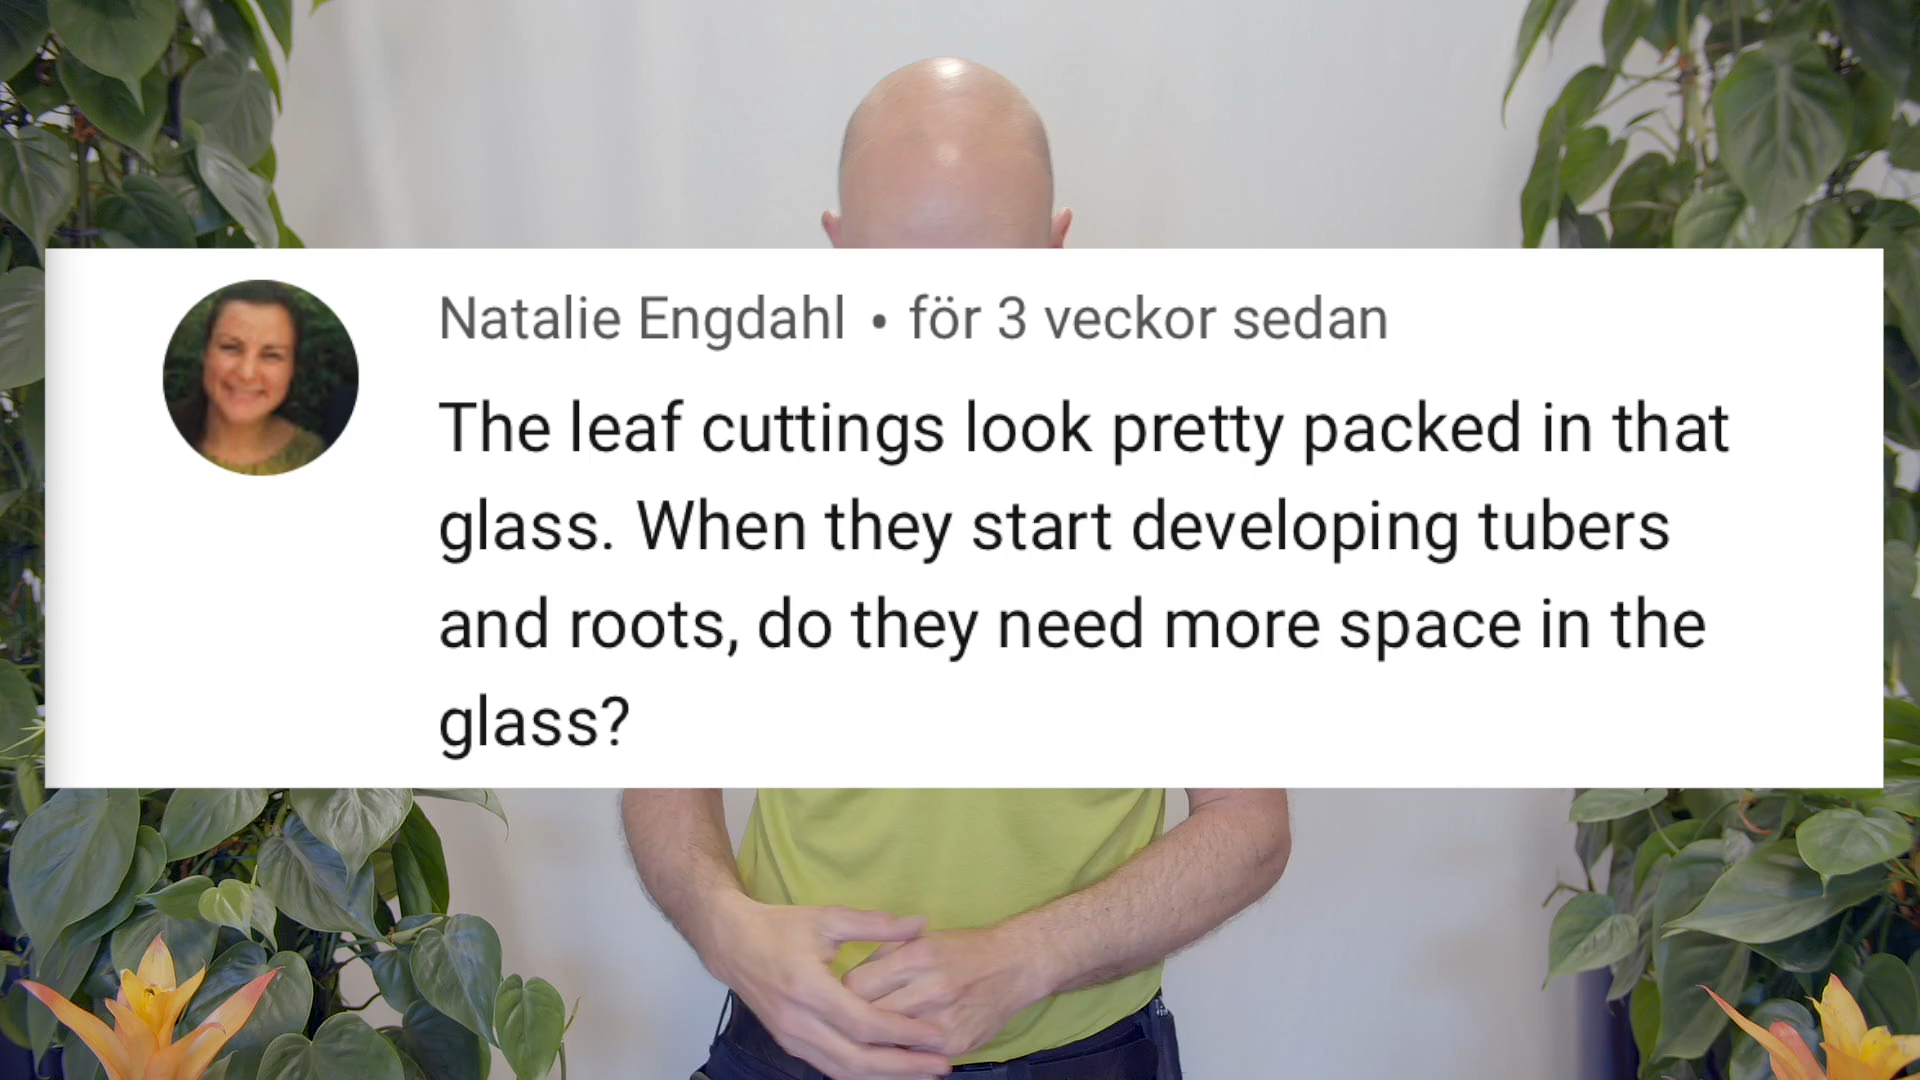 Natalie Engdahl • för 3 veckor sedan
The leaf cuttings look pretty packed in that
glass. When they start developing tubers
and roots, do they need more space in the
glass?